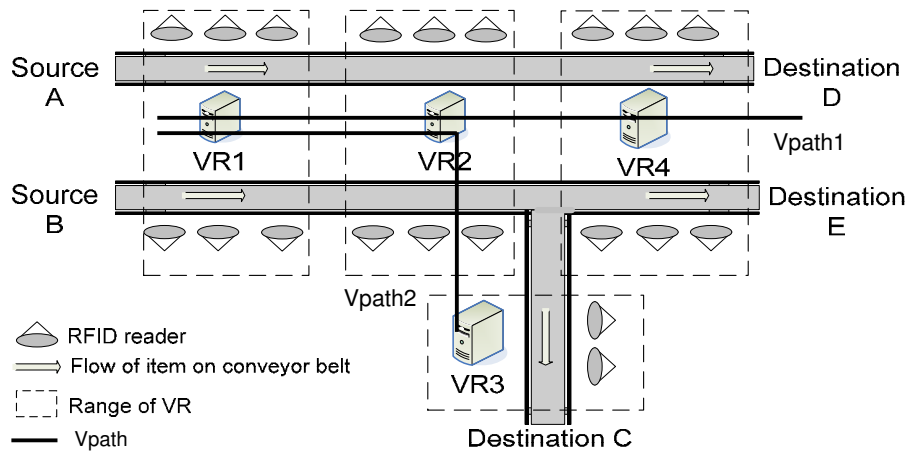 Source
A
Destination
D
VR1
VR2
VR4
Vpath1
Source
B
Destination
E
Vpath2
RFID reader
Flow of item on conveyor belt
Range of VR
Vpath
VR3
Destination C